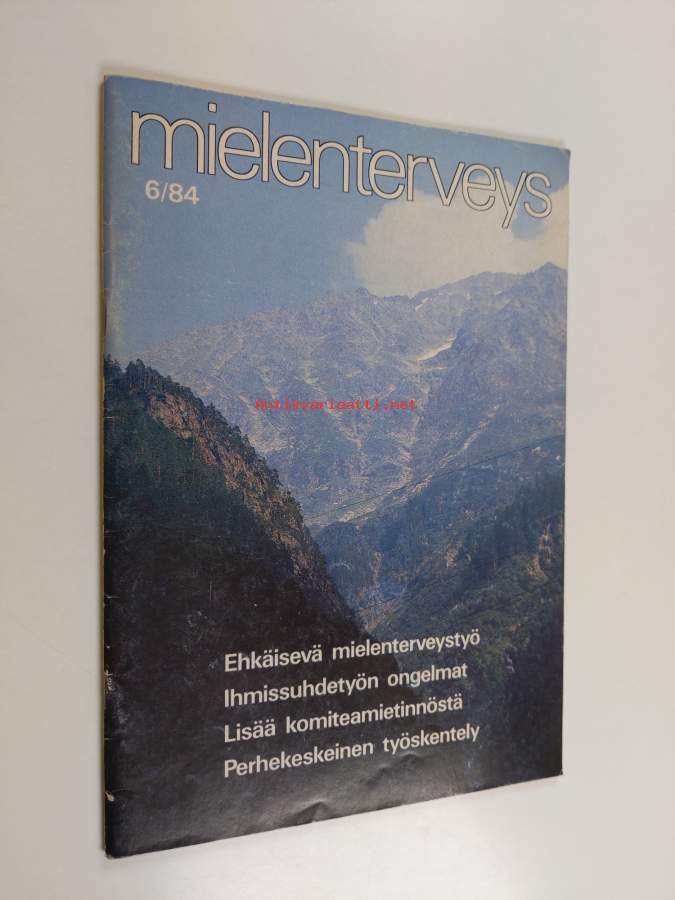 mielenterveys
6/84
antikvariaatti.net
Ehkäisevä mielenterveystyö
Ihmissuhdetyön ongelmat
Lisää komiteamietinnöstä
Perhekeskeinen työskentely